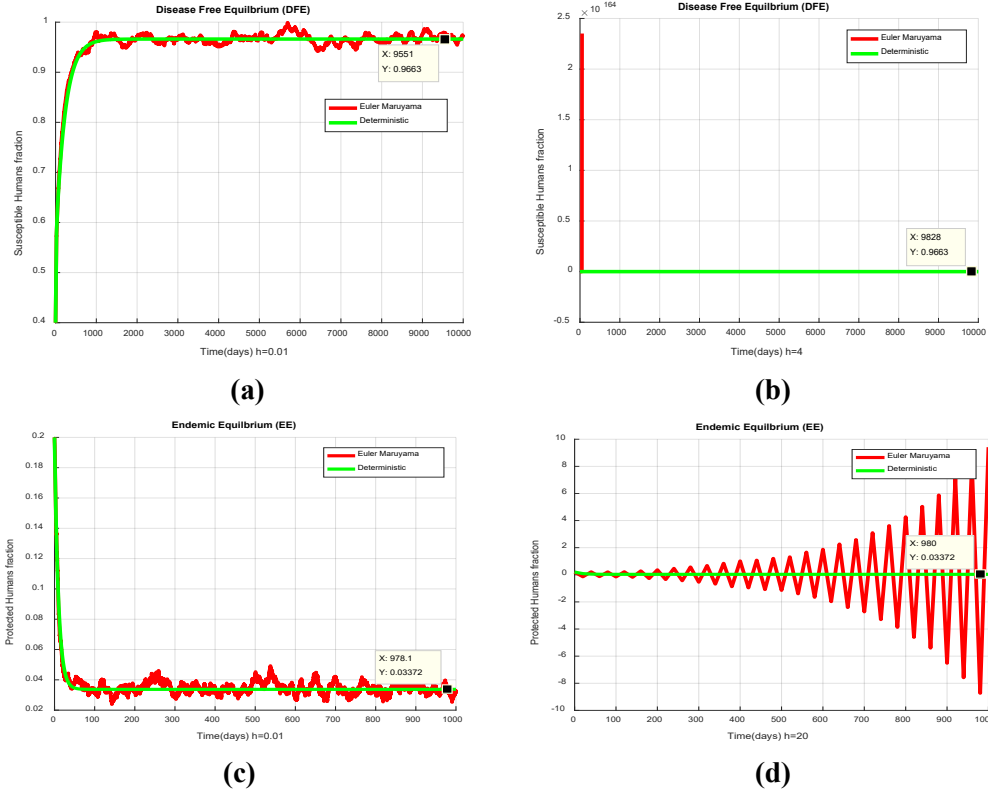 Disease Free Equilbrium (DFE)
Susceptible Humans fraction
1
0.9
0.8
0.7
0.6
0.5
0.4
X: 9551
Y: 0.9663
Euler Maruyama
Deterministic
0 1000 2000 3000 4000 5000 6000 7000 8000 9000 10000
Time(days) h=0.01
(a)
Disease Free Equilbrium (DFE)
× 10 164
Susceptible Humans fraction
2.5
2
1.5
1
0.5
0
-0.5
Euler Maruyama
Deterministic
X: 9828
Y: 0.9663
0 1000 2000 3000 4000 5000 6000 7000 8000 9000 10000
Time(days) h=4
(b)
Endemic Equilbrium (EE)
Protected Humans fraction
0.2
0.18
0.16
0.14
0.12
0.1
0.08
0.06
0.04
0.02
Euler Maruyama
Deterministic
X: 978.1
Y: 0.03372
0 100 200 300 400 500 600 700 800 900 1000
Time(days) h=0.01
(c)
Endemic Equilbrium (EE)
Protected Humans fraction
10
8
6
4
2
0
-2
-4
-6
-8
-10
Euler Maruyama
Deterministic
X: 980
Y: 0.03372
0 100 200 300 400 500 600 700 800 900
Time(days) h=20
(d)